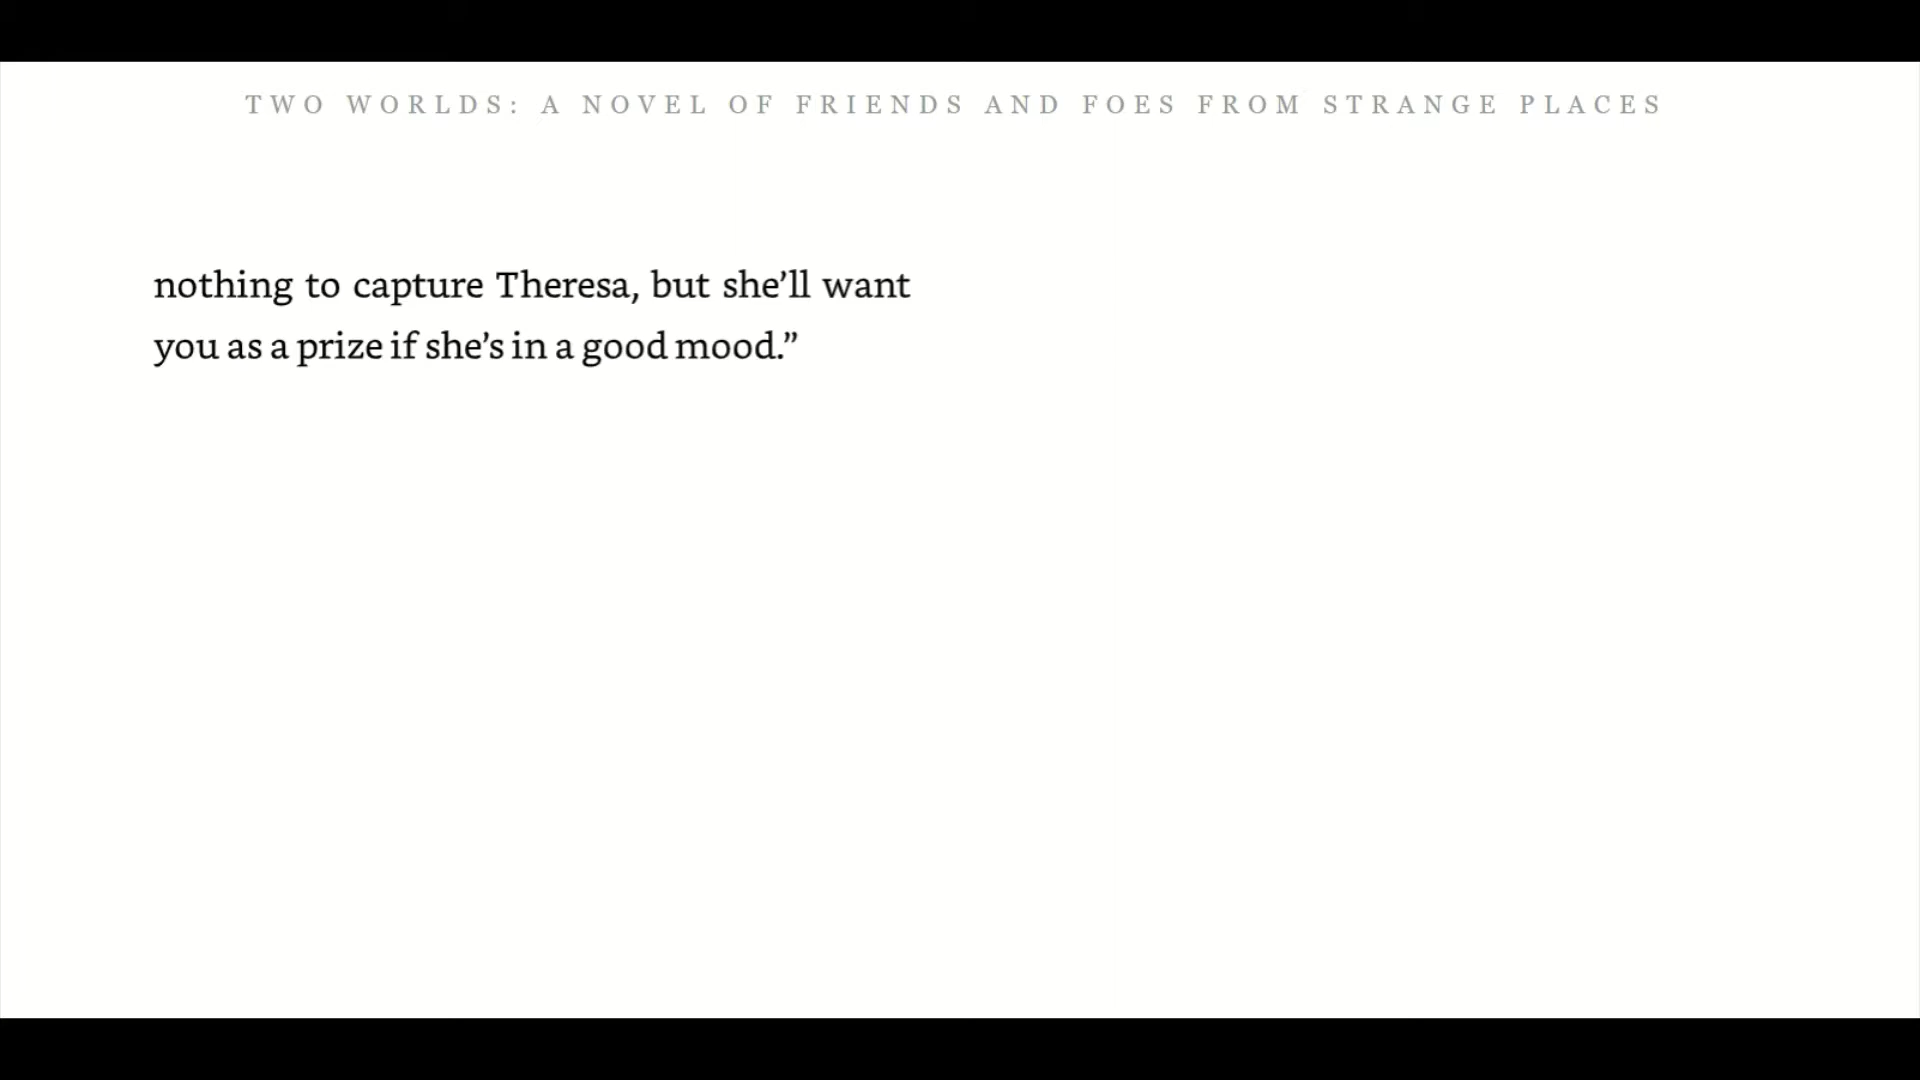 TWO WORLDS: A NOVEL OF FRIENDS AND FOES FROM STRANGE PLACES
nothing to capture Theresa, but she’ll want
you as a prize if she’s in a good mood.”